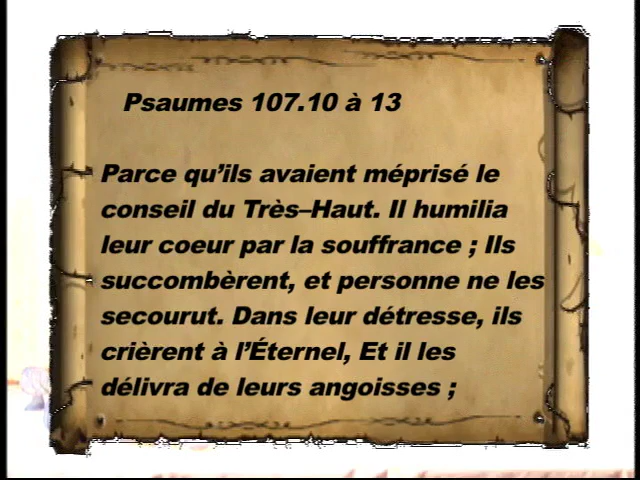 Psaumes 107.10 à 13
Parce qu'ils avaient méprisé le
conseil du Très–Haut. Il humilia
leur coeur par la souffrance ; Ils
succombèrent, et personne ne les
secourut. Dans leur détresse, ils
crièrent à l'Éternel, Et il les
délivra de leurs angoisses ;